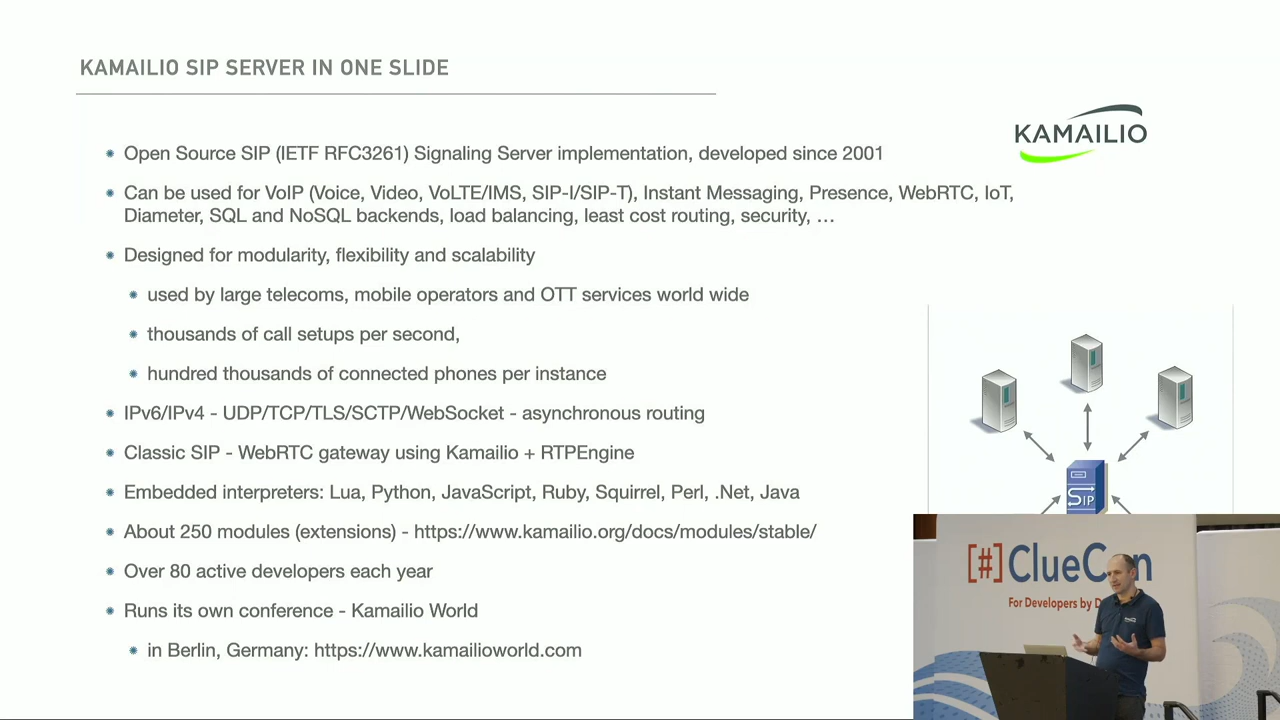 KAMAILIO SIP SERVER IN ONE SLIDE
KAMAILIO
Open Source SIP (IETF RFC3261) Signaling Server implementation, developed since 2001
Can be used for VoIP (Voice, Video, VoLTE/IMS, SIP-I/SIP-T), Instant Messaging, Presence, WebRTC, IoT,
Diameter, SQL and NoSQL backends, load balancing, least cost routing, security, …
Designed for modularity, flexibility and scalability
used by large telecoms, mobile operators and OTT services world wide
thousands of call setups per second,
hundred thousands of connected phones per instance
IPv6/IPv4 - UDP/TCP/TLS/SCTP/WebSocket - asynchronous routing
Classic SIP - WebRTC gateway using Kamailio + RTPEngine
Embedded interpreters: Lua, Python, JavaScript, Ruby, Squirrel, Perl, .Net, Java
About 250 modules (extensions) - https://www.kamailio.org/docs/modules/stable/
Over 80 active developers each year
Runs its own conference - Kamailio World
in Berlin, Germany: https://www.kamailioworld.com
SIP
[#] ClueCon
For Developers by D